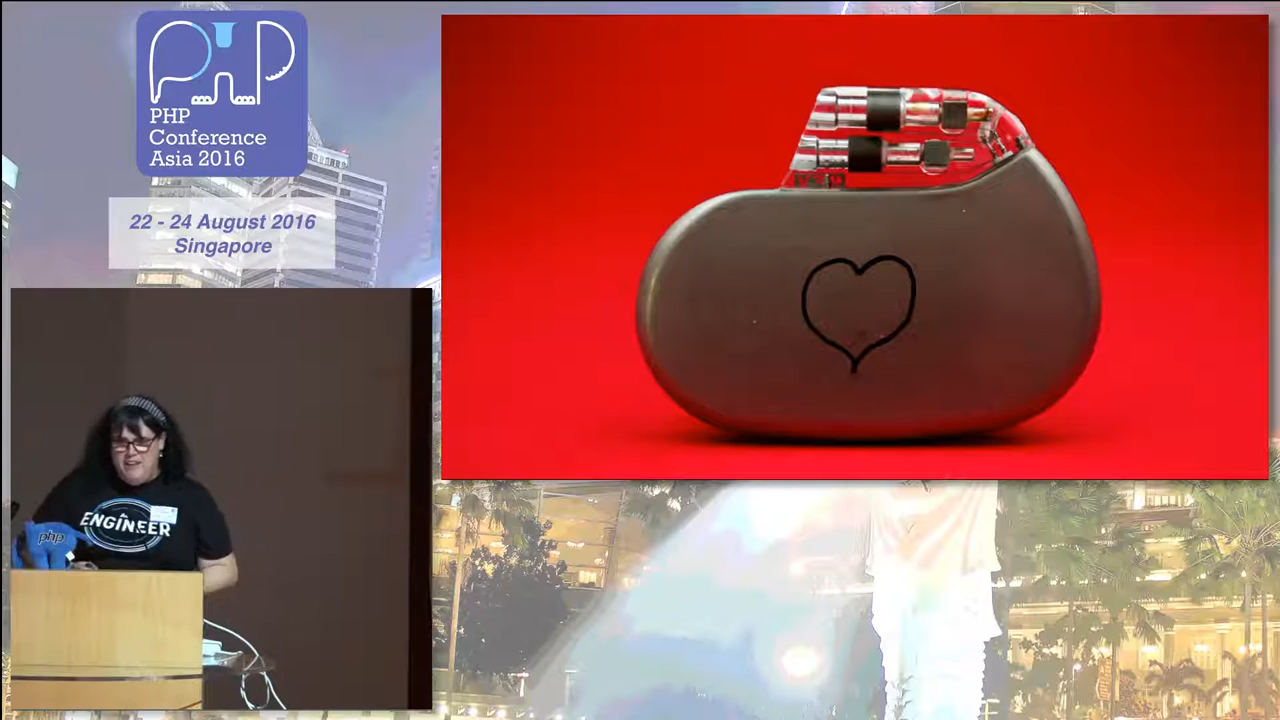 PHP
Conference
Asia 2016
22 - 24 August 2016
Singapore
ENGINEER
php